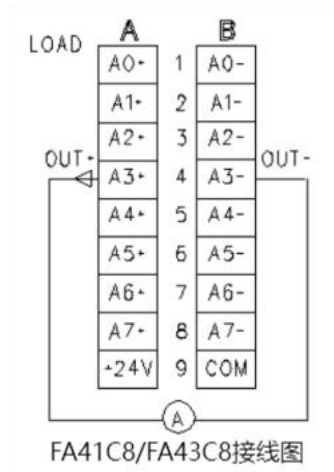 A B
LOAD
A0+ 1 A0-
A1+ 2 A1-
A2+ 3 A2-
OUT+ OUT-
A3+ 4 A3-
A4+ 5 A4-
A5+ 6 A5-
A6+ 7 A6-
A7+ 8 A7-
+24V 9 COM
A
FA41C8/FA43C8接线图